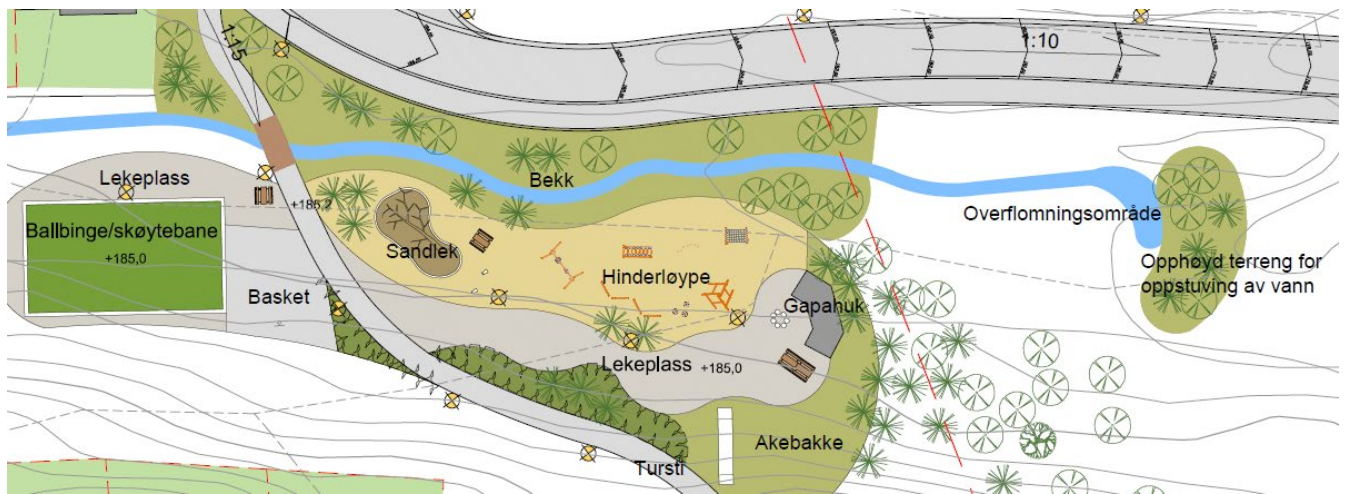 1:15
1:10
Lekeplass
+185,2
Bekk
Overflomningsområde
Ballbinge/skøytebane
+185,0
Sandlek
Hinderløype
Opphøyd terreng for
oppstuving av vann
Basket
Gapahuk
Lekeplass
+185,0
Akebakke
Tursti